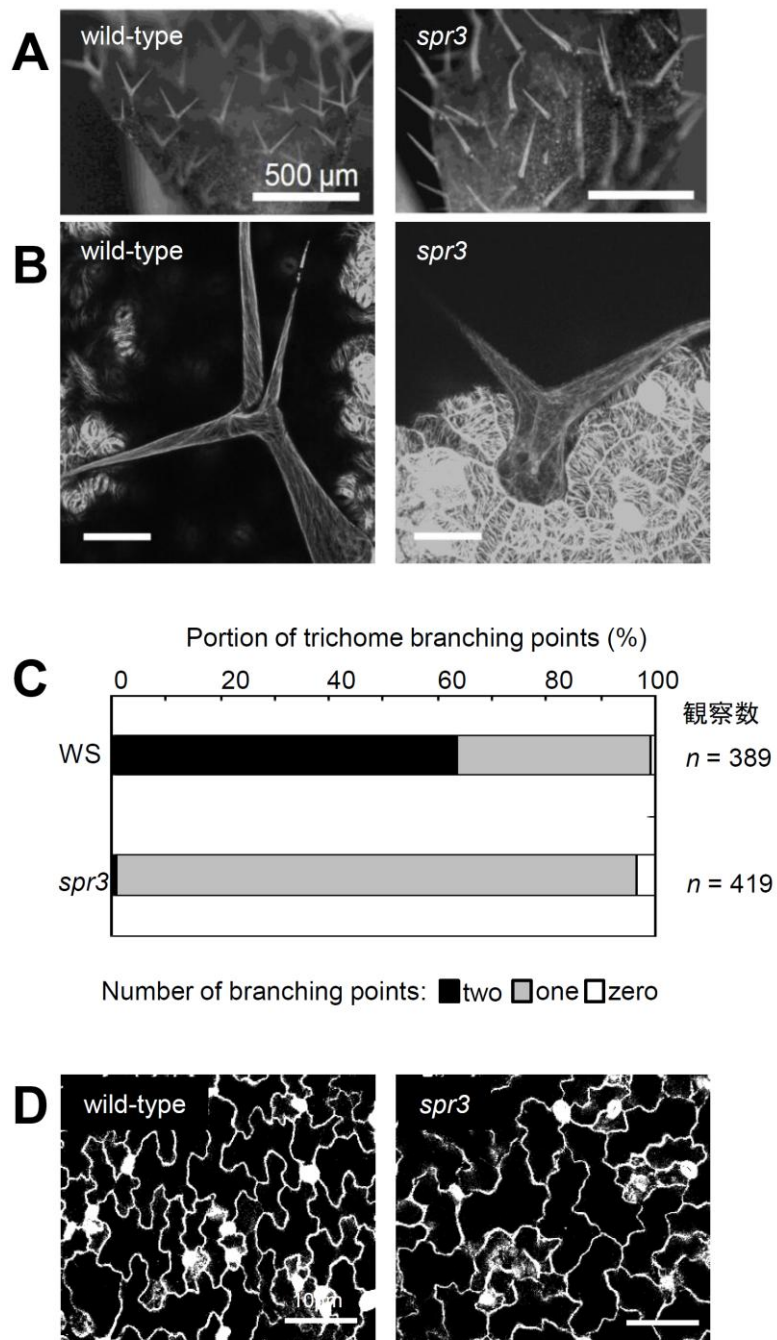 A
wild-type
spr3
500 µm
B
wild-type
spr3
C
Portion of trichome branching points (%)
0 20 40 60 80 100
観察数
WS
n = 389
spr3
n = 419
Number of branching points: two one zero
D
wild-type
spr3